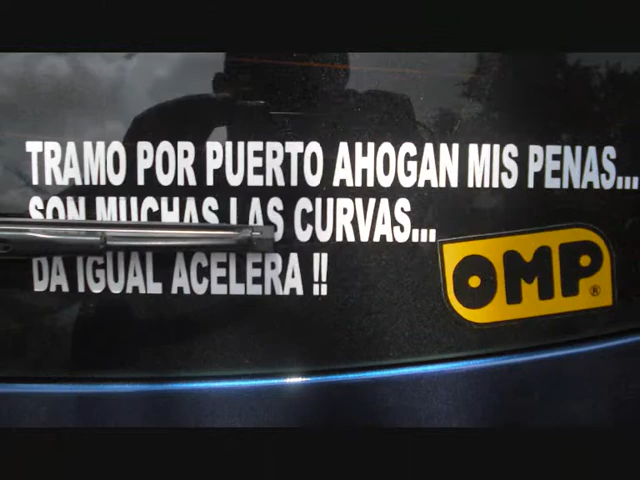 TRAMO POR PUERTO AHOGAN MIS PENAS...
SON MUCHAS LAS CURVAS...
DA IGUAL ACELERA !!
OMP®